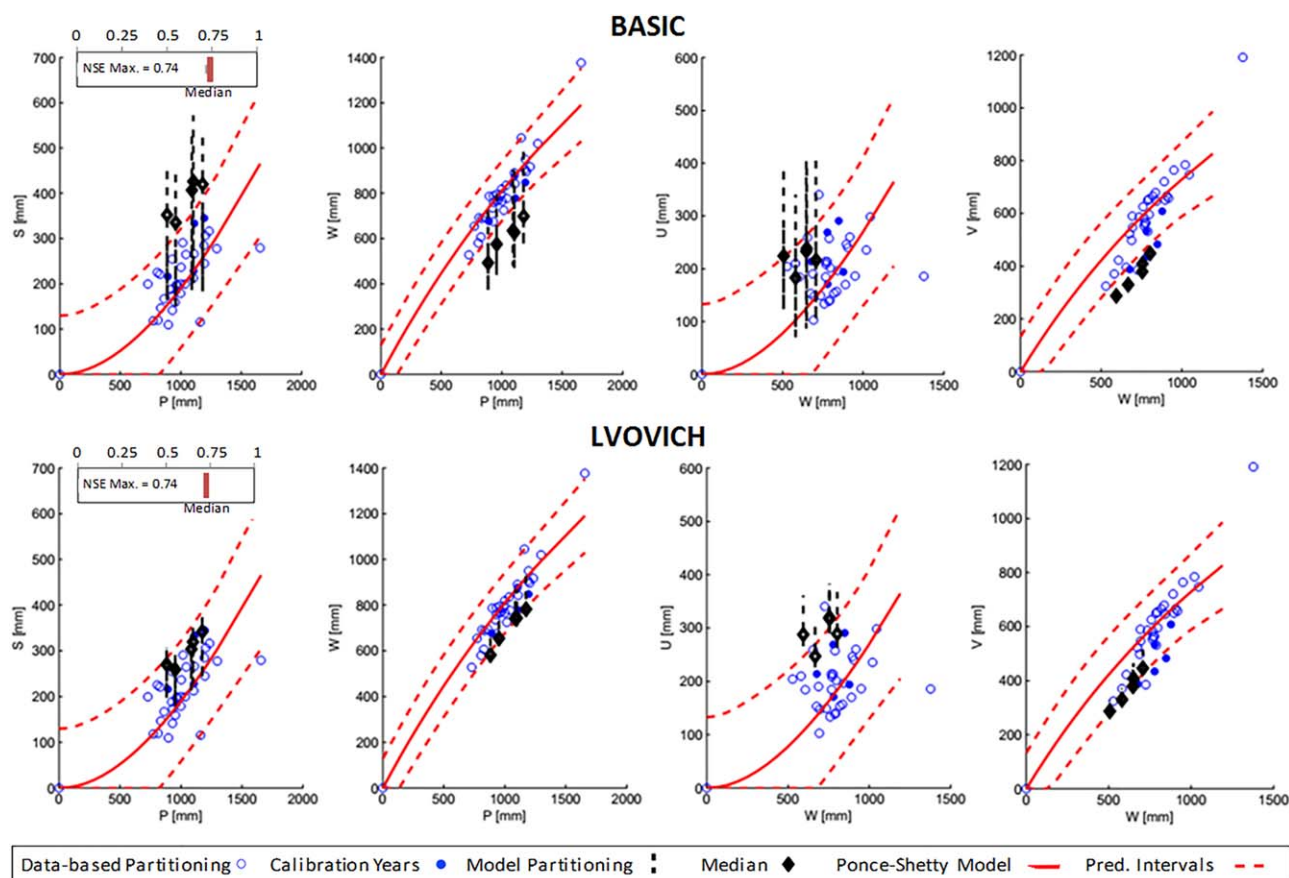 BASIC
0 0.25 0.5 0.75 1
NSE Max. = 0.74
Median
700
600
500
400
300
200
100
0
S [mm]
0 500 1000 1500 2000
P [mm]
1400
1200
1000
800
600
400
200
0
W [mm]
0 500 1000 1500 2000
P [mm]
600
500
400
300
200
100
0
U [mm]
0 500 1000 1500
W [mm]
1200
1000
800
600
400
200
0
V [mm]
0 500 1000 1500
W [mm]
LVOVICH
0 0.25 0.5 0.75 1
NSE Max. = 0.74
Median
700
600
500
400
300
200
100
0
S [mm]
0 500 1000 1500 2000
P [mm]
1400
1200
1000
800
600
400
200
0
W [mm]
0 500 1000 1500 2000
P [mm]
600
500
400
300
200
100
0
U [mm]
0 500 1000 1500
W [mm]
1200
1000
800
600
400
200
0
V [mm]
0 500 1000 1500
W [mm]
Data-based Partitioning Calibration Years Model Partitioning Median Ponce-Shetty Model Pred. Intervals